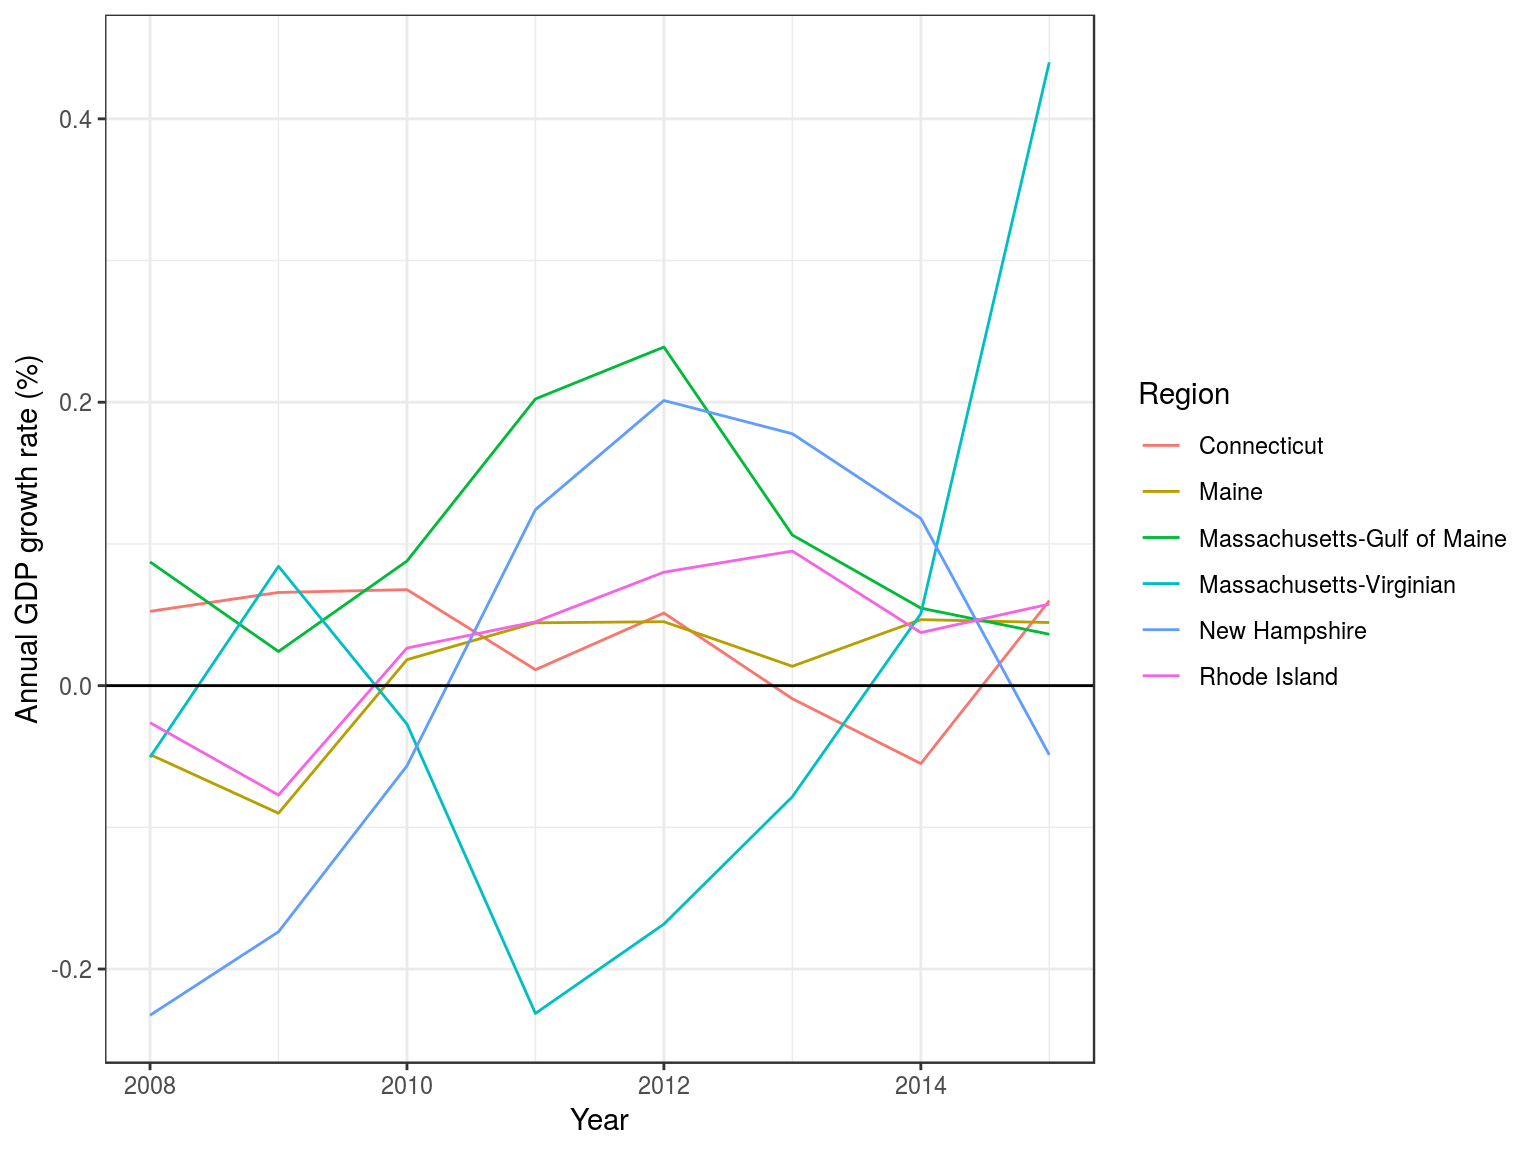 Annual GDP growth rate (%)
0.4
0.2
0.0
-0.2
2008
2010
2012
2014
Year
Region
Connecticut
Maine
Massachusetts-Gulf of Maine
Massachusetts-Virginian
New Hampshire
Rhode Island